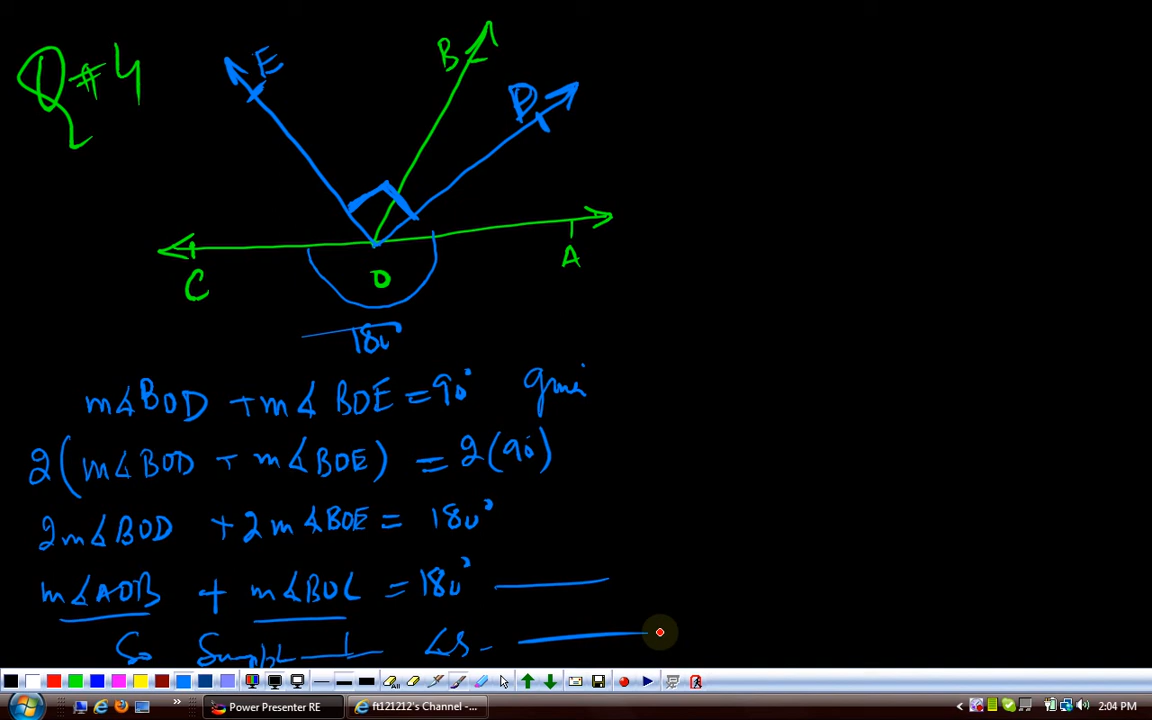 Q#4
E
B
D
C
O
A
180°
m∡BOD + m∡BOE = 90° given
2(m∡BOD + m∡BOE) = 2(90)
2m∡BOD + 2m∡BOE = 180°
m∡AOB + m∡BOC = 180°
So ∡s
Power Presenter RE
ft121212's Channel -...
2:04 PM